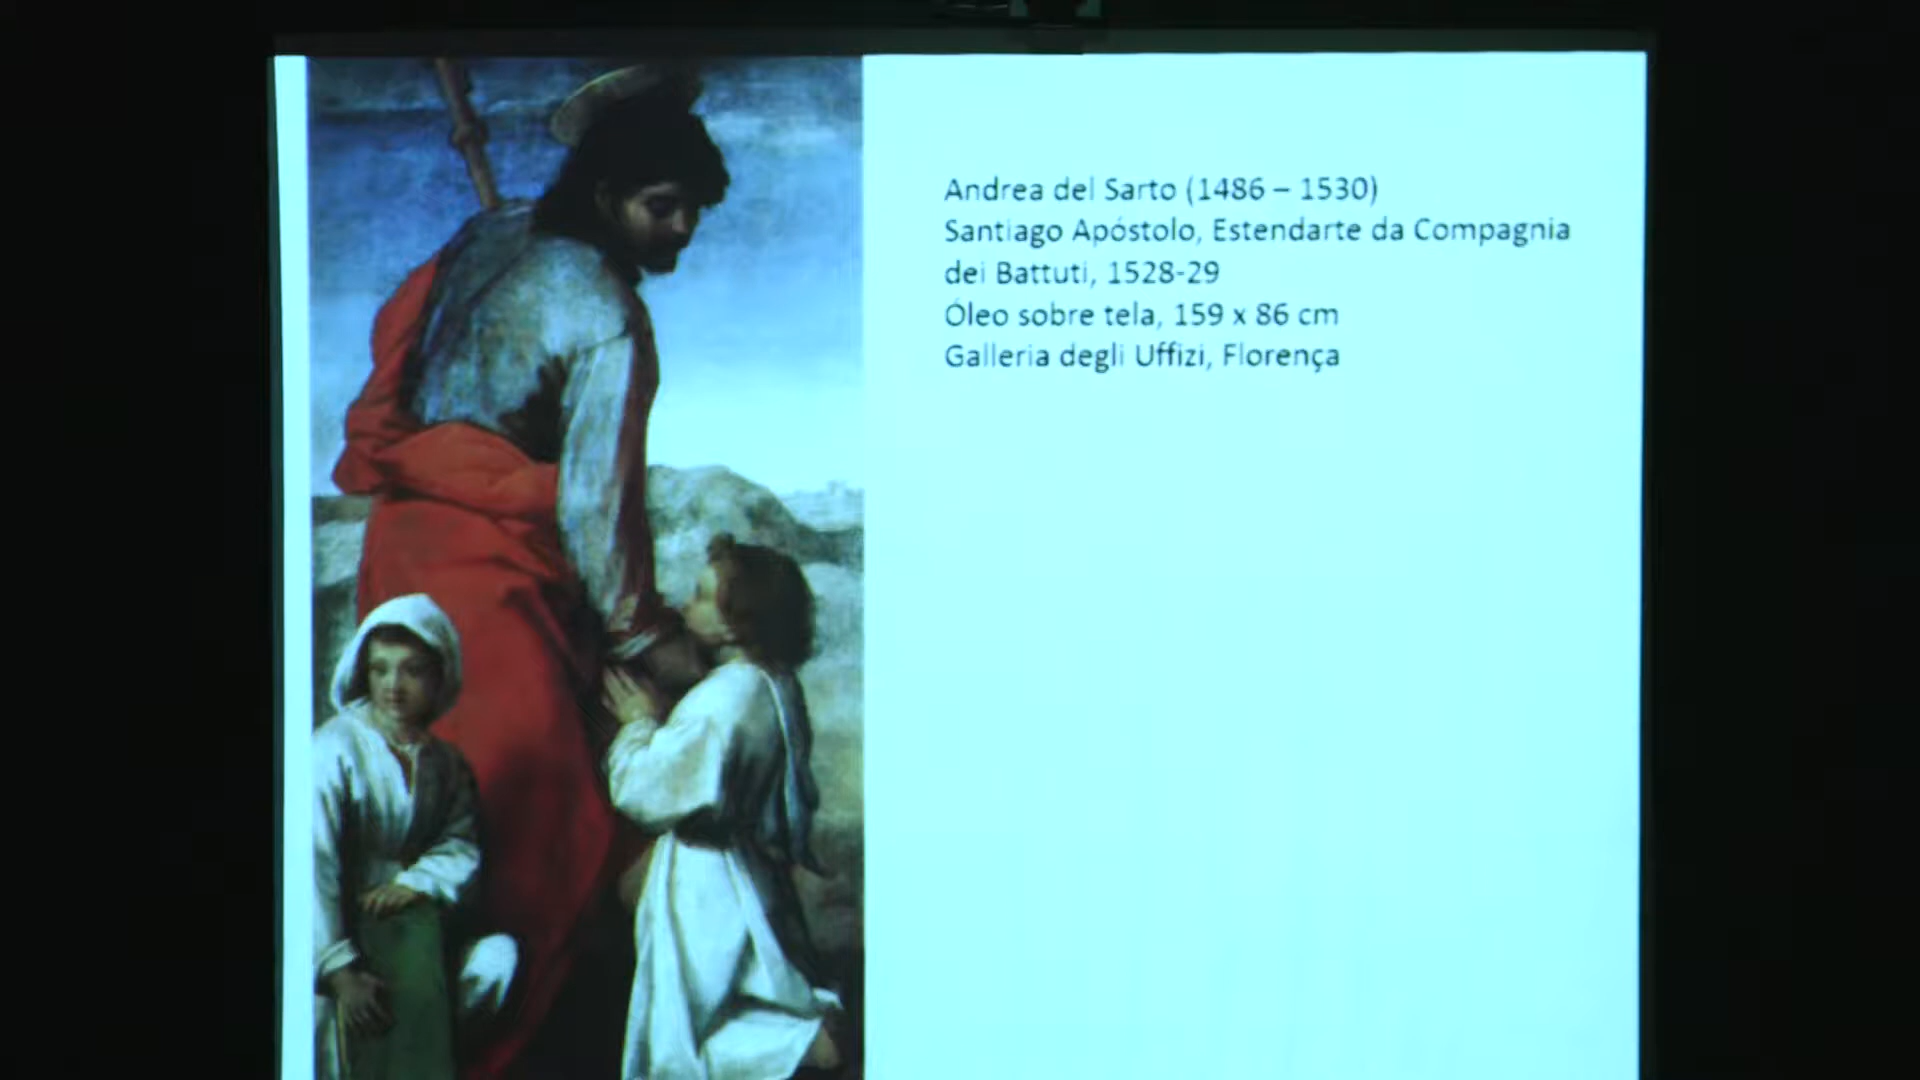 Andrea del Sarto (1486 – 1530)
Santiago Apóstolo, Estendarte da Compagnia
dei Battuti, 1528-29
Óleo sobre tela, 159 x 86 cm
Galleria degli Uffizi, Florença